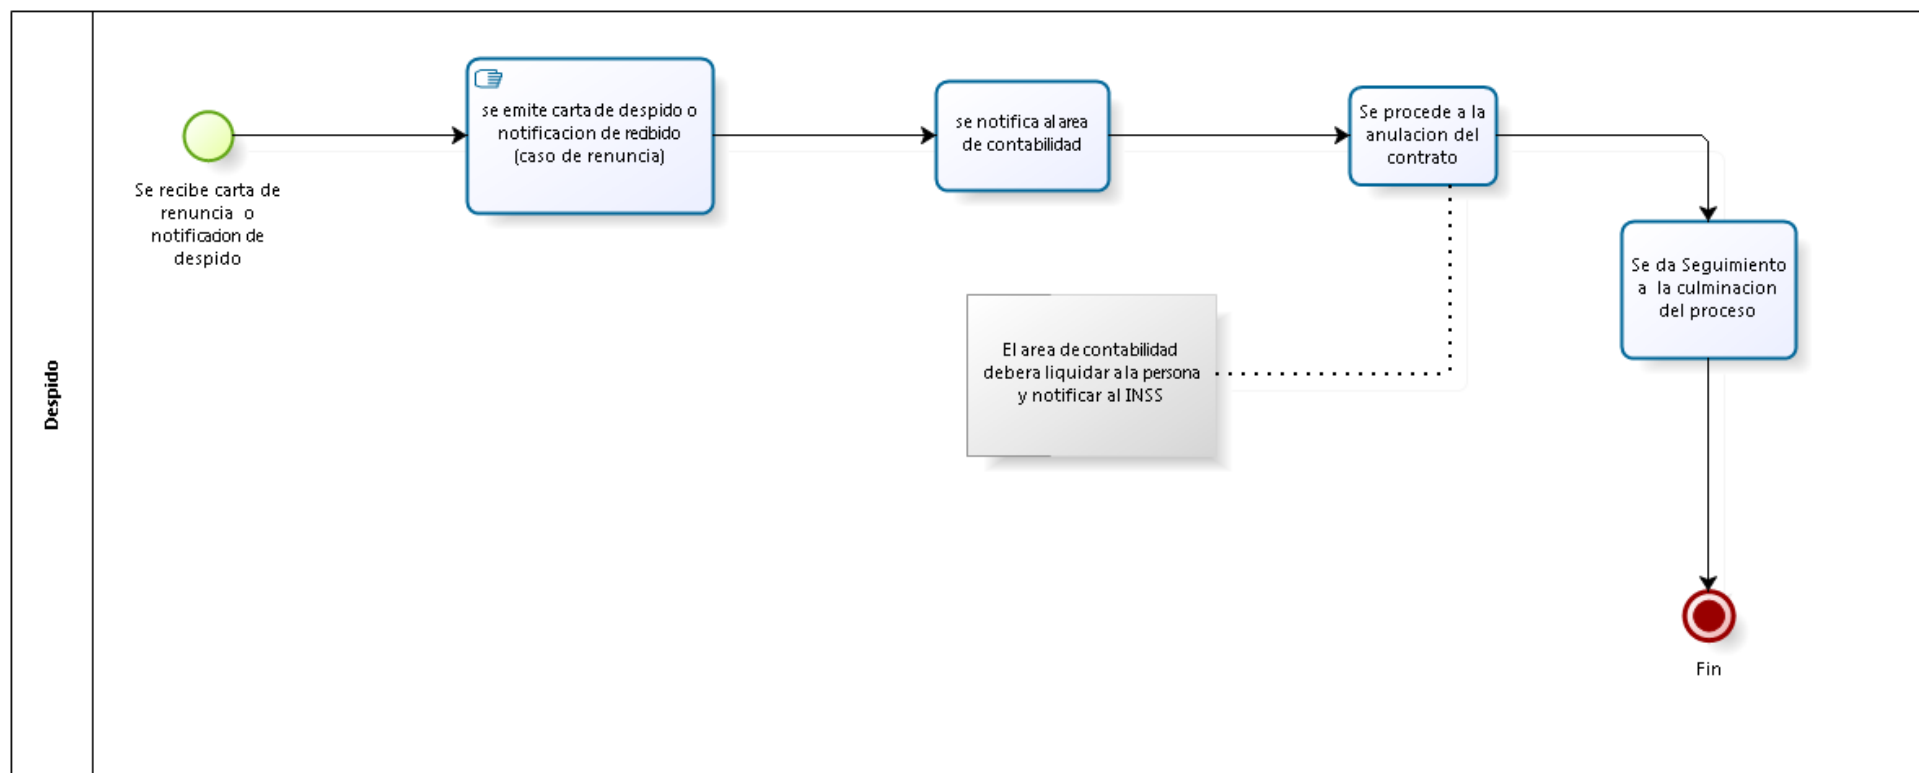 Despido
Se recibe carta de
renuncia o
notificacion de
despido
se emite carta de despido o
notificacion de recibido
(caso de renuncia)
se notifica al area
de contabilidad
Se procede a la
anulacion del
contrato
El area de contabilidad
debera liquidar a la persona
y notificar al INSS
Se da Seguimiento
a la culminacion
del proceso
Fin